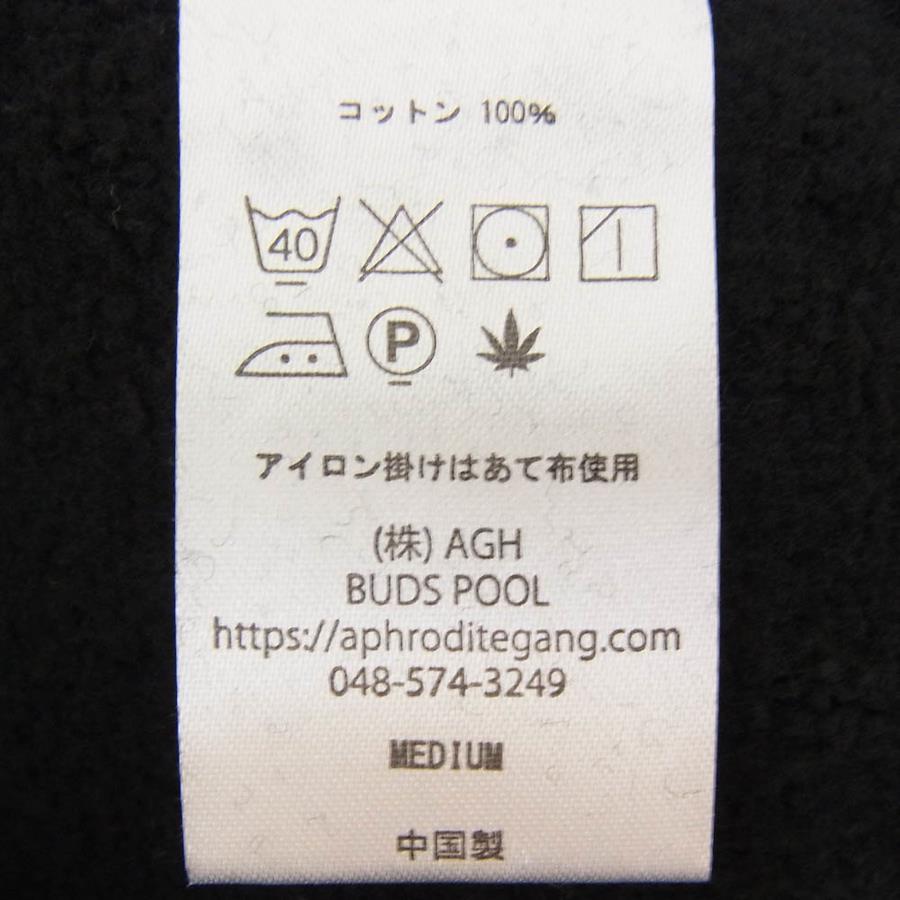 コットン 100%
40
P
アイロン掛けはあて布使用
(株) AGH
BUDS POOL
https://aphroditegang.com
048-574-3249
MEDIUM
中国製